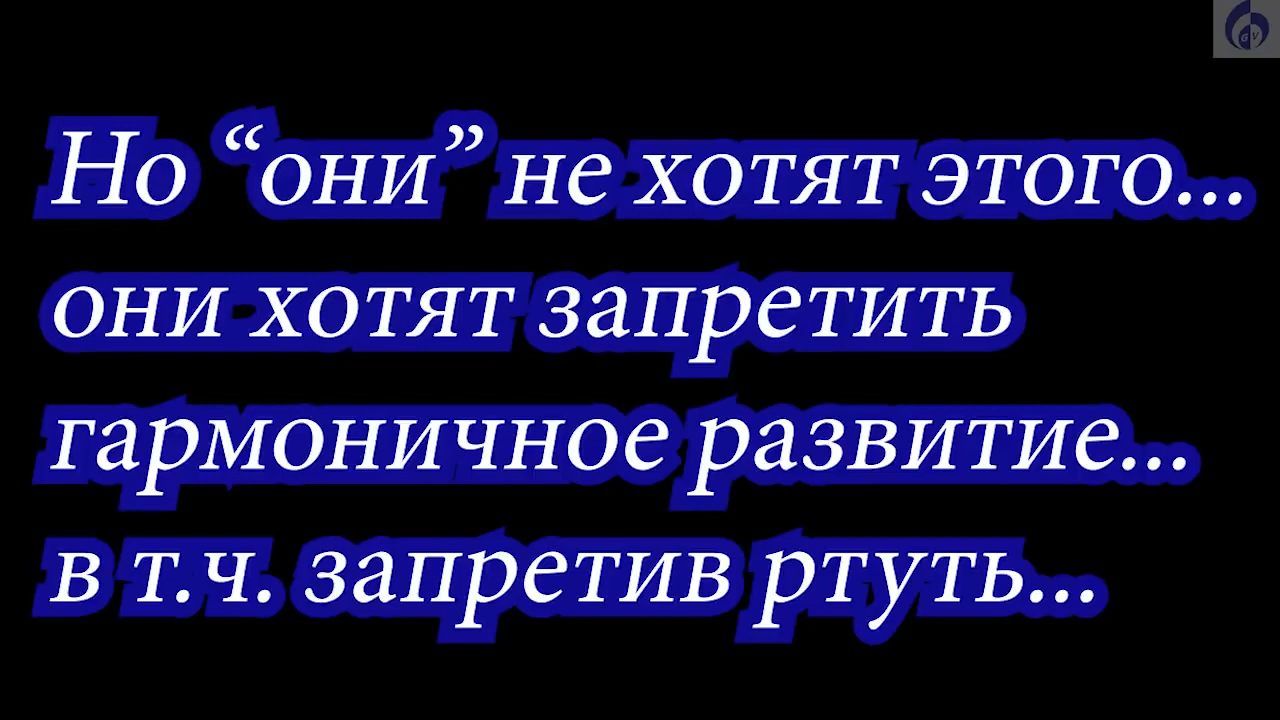 Но “они” не хотят этого...
они хотят запретить
гармоничное развитие...
в т.ч. запретив ртуть...
G V